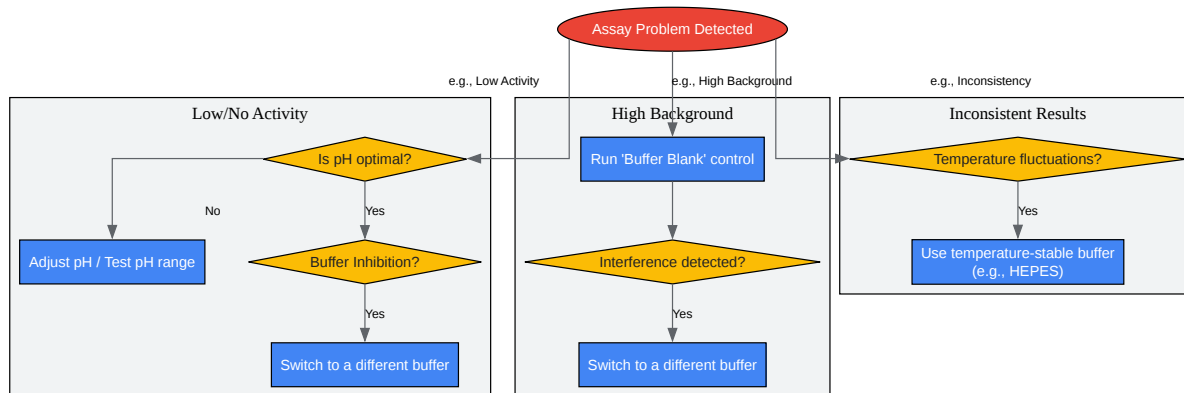 Assay Problem Detected
e.g., Low Activity
e.g., High Background
e.g., Inconsistency
Low/No Activity
High Background
Inconsistent Results
Is pH optimal?
Run 'Buffer Blank' control
Temperature fluctuations?
No
Yes
Yes
Adjust pH / Test pH range
Buffer Inhibition?
Interference detected?
Use temperature-stable buffer
(e.g., HEPES)
Yes
Yes
Switch to a different buffer
Switch to a different buffer